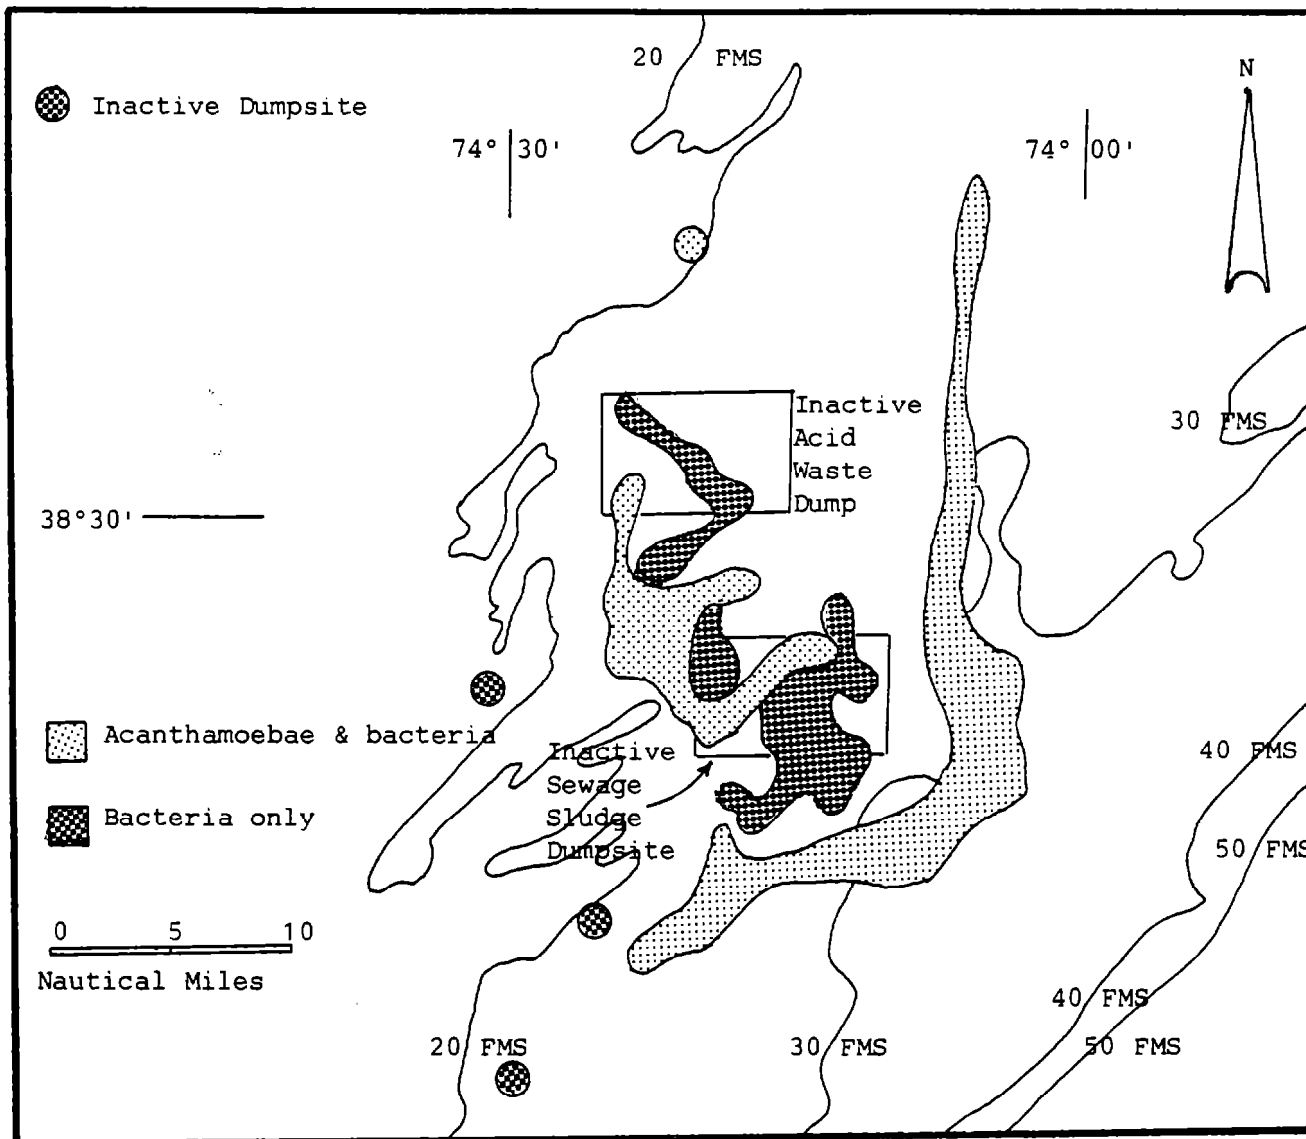 20 FMS
N
Inactive Dumpsite
74° 30'
74° 00'
Inactive
Acid
Waste
Dump
30 FMS
38°30'
Acanthamoebae & bacteria
Inactive
Sewage
Sludge
Dumpsite
40 FMS
Bacteria only
50 FMS
0 5 10
Nautical Miles
40 FMS
20 FMS
30 FMS
50 FMS